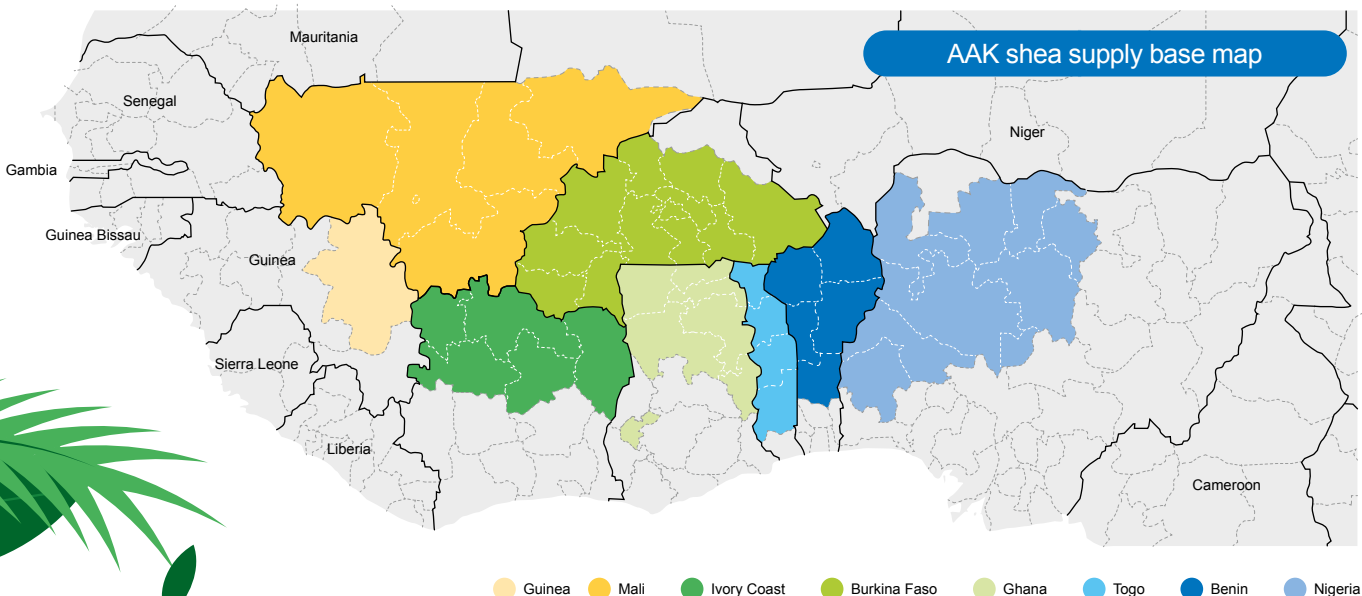 AAK shea supply base map
Mauritania
Senegal
Niger
Gambia
Guinea Bissau
Guinea
Sierra Leone
Liberia
Cameroon
Guinea
Mali
Ivory Coast
Burkina Faso
Ghana
Togo
Benin
Nigeria